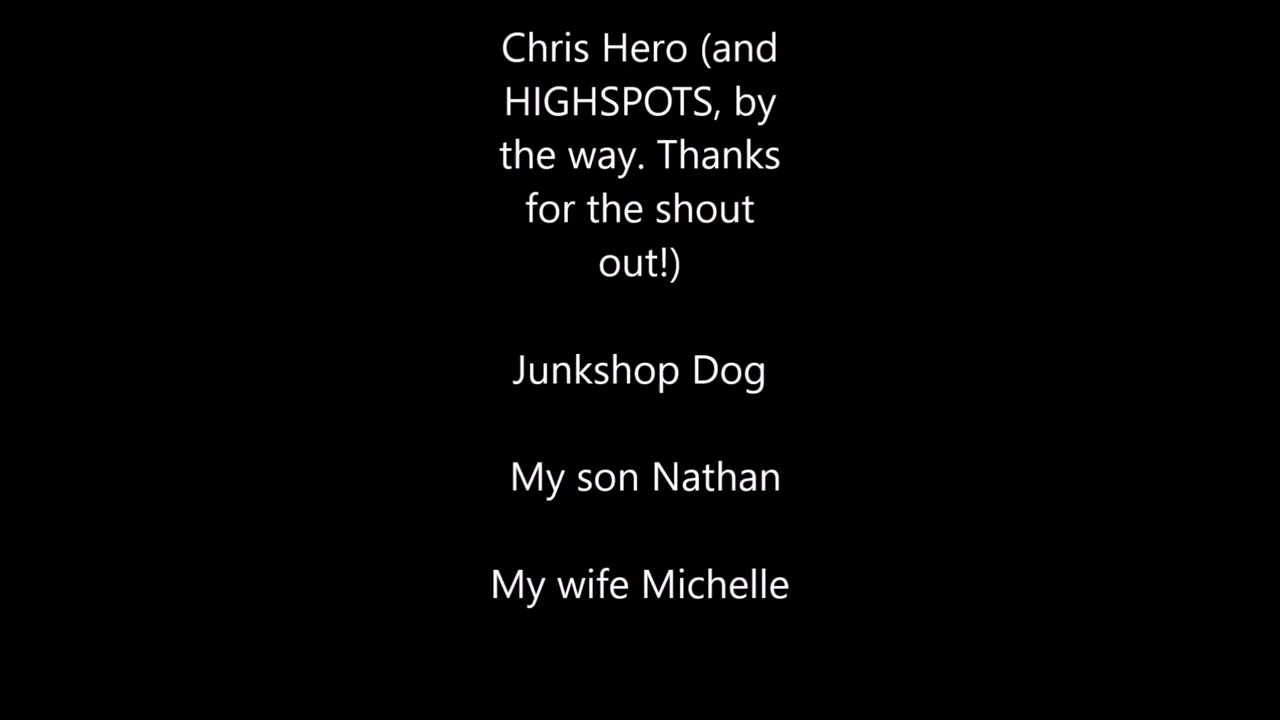 Chris Hero (and
HIGHSPOTS, by
the way. Thanks
for the shout
out!)
Junkshop Dog
My son Nathan
My wife Michelle